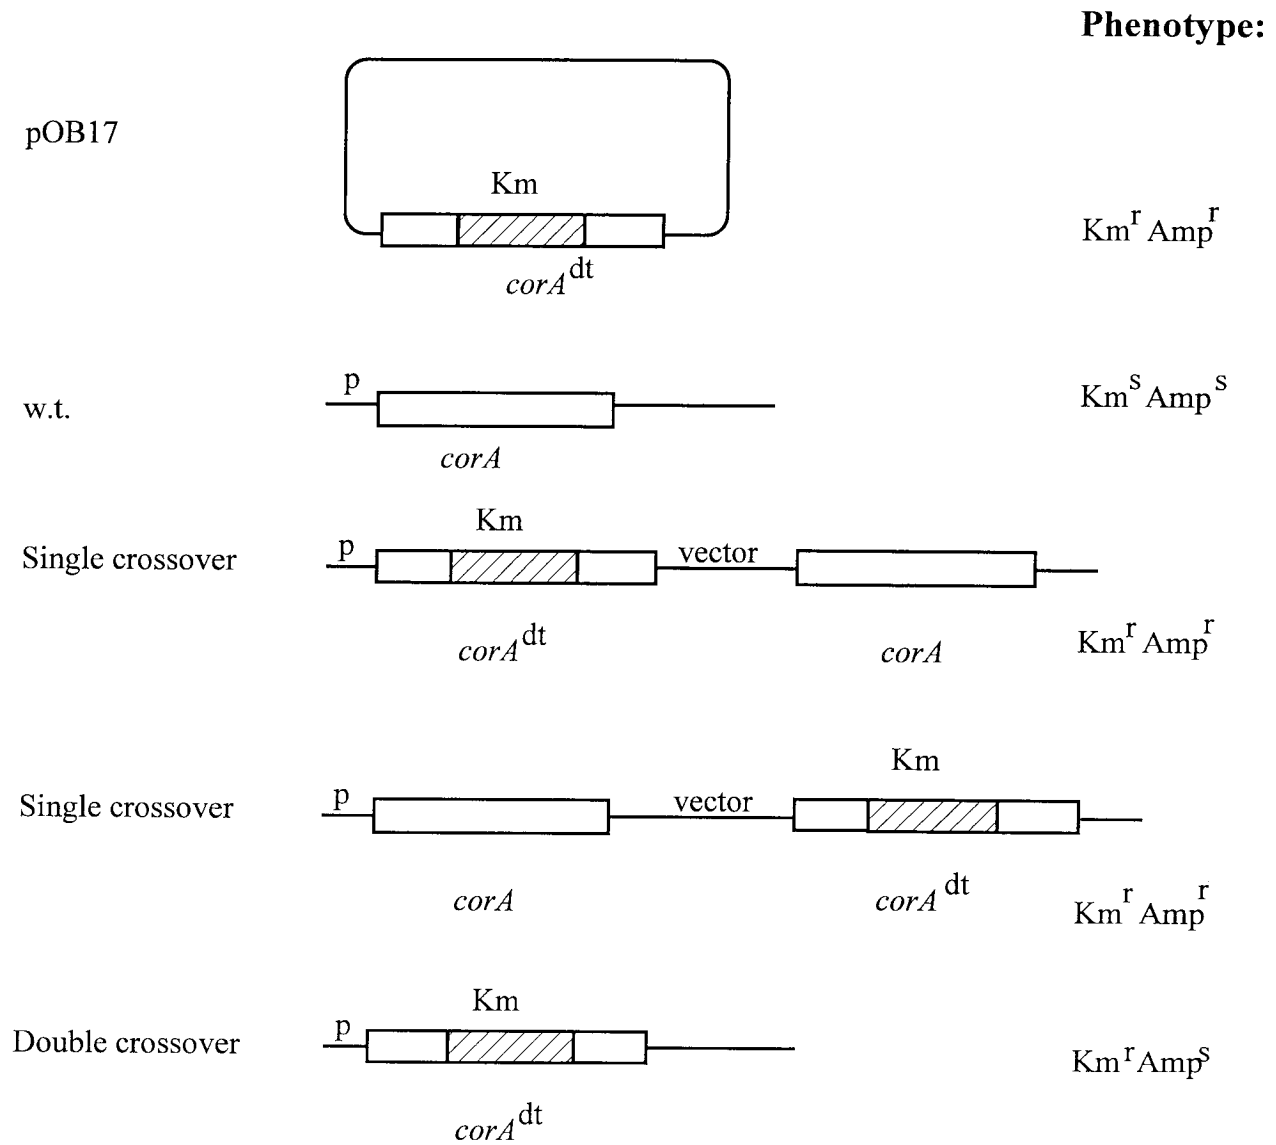 Phenotype:
pOB17
Km
Kmʳ Ampʳ
corAᵈᵗ
p
w.t.
Kmˢ Ampˢ
corA
Km
Single crossover
p
vector
corAᵈᵗ
corA
Kmʳ Ampʳ
Km
Single crossover
p
vector
corA
corAᵈᵗ
Kmʳ Ampʳ
Km
Double crossover
p
Kmʳ Ampˢ
corAᵈᵗ